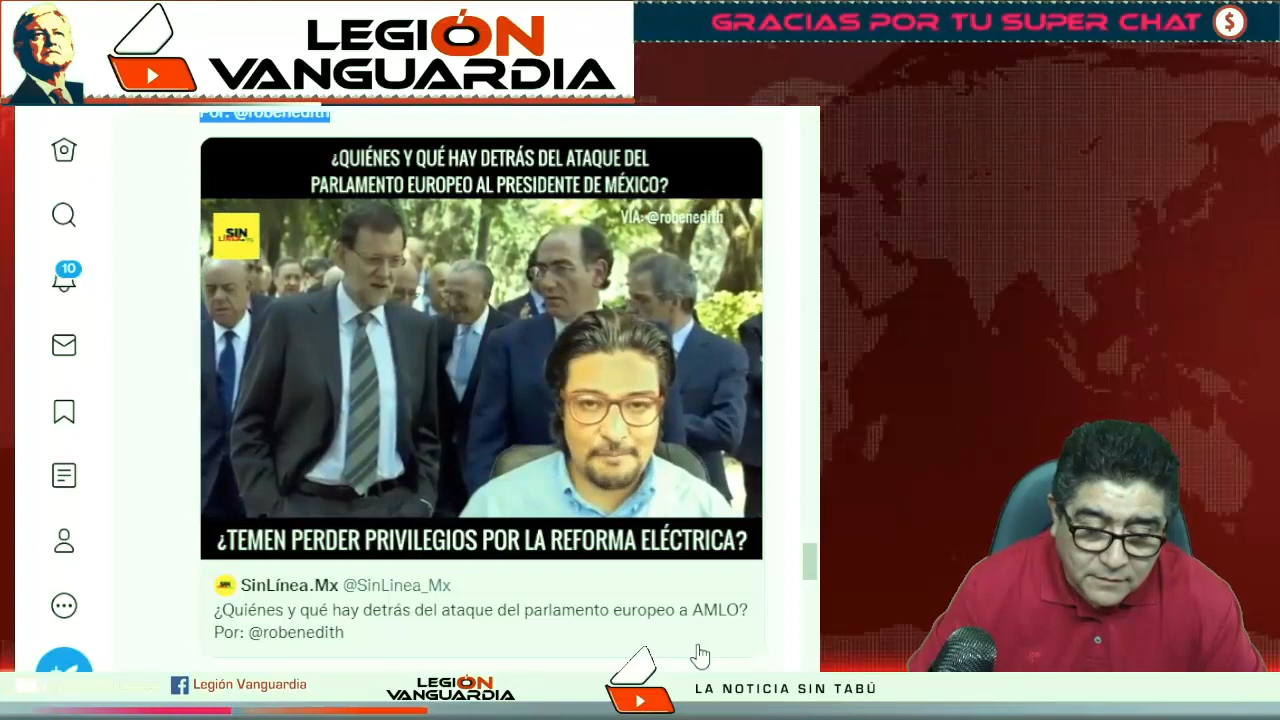 LEGIÓN
VANGUARDIA
GRACIAS POR TU SUPER CHAT
$
Por: @robenedith
¿QUIÉNES Y QUÉ HAY DETRÁS DEL ATAQUE DEL
PARLAMENTO EUROPEO AL PRESIDENTE DE MÉXICO?
SIN
VIA: @robenedith
10
¿TEMEN PERDER PRIVILEGIOS POR LA REFORMA ELÉCTRICA?
SinLínea.Mx @SinLinea_Mx
¿Quiénes y qué hay detrás del ataque del parlamento europeo a AMLO?
Por: @robenedith
Legión Vanguardia
LEGIÓN
VANGUARDIA
LA NOTICIA SIN TABÚ